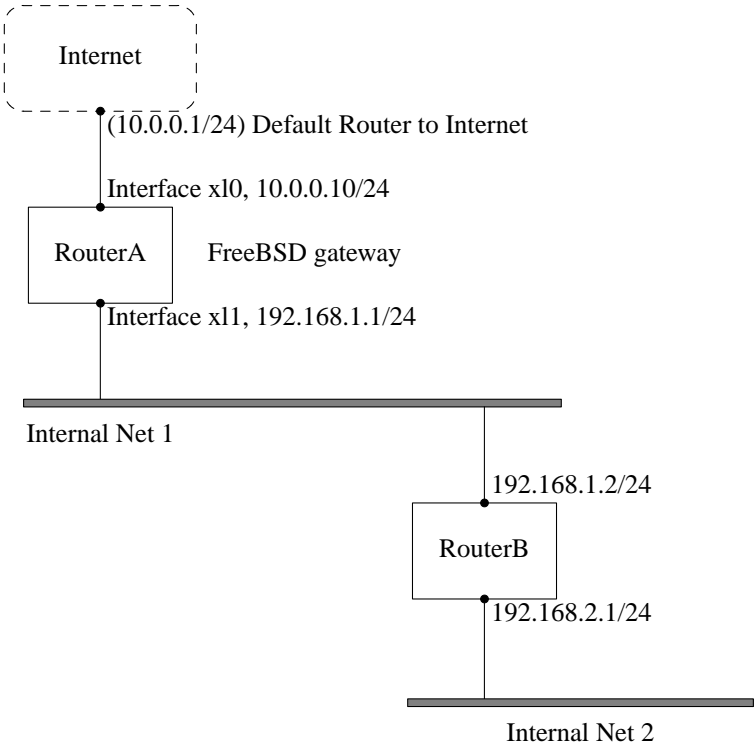 Internet
(10.0.0.1/24) Default Router to Internet
Interface xl0, 10.0.0.10/24
RouterA
FreeBSD gateway
Interface xl1, 192.168.1.1/24
Internal Net 1
192.168.1.2/24
RouterB
192.168.2.1/24
Internal Net 2